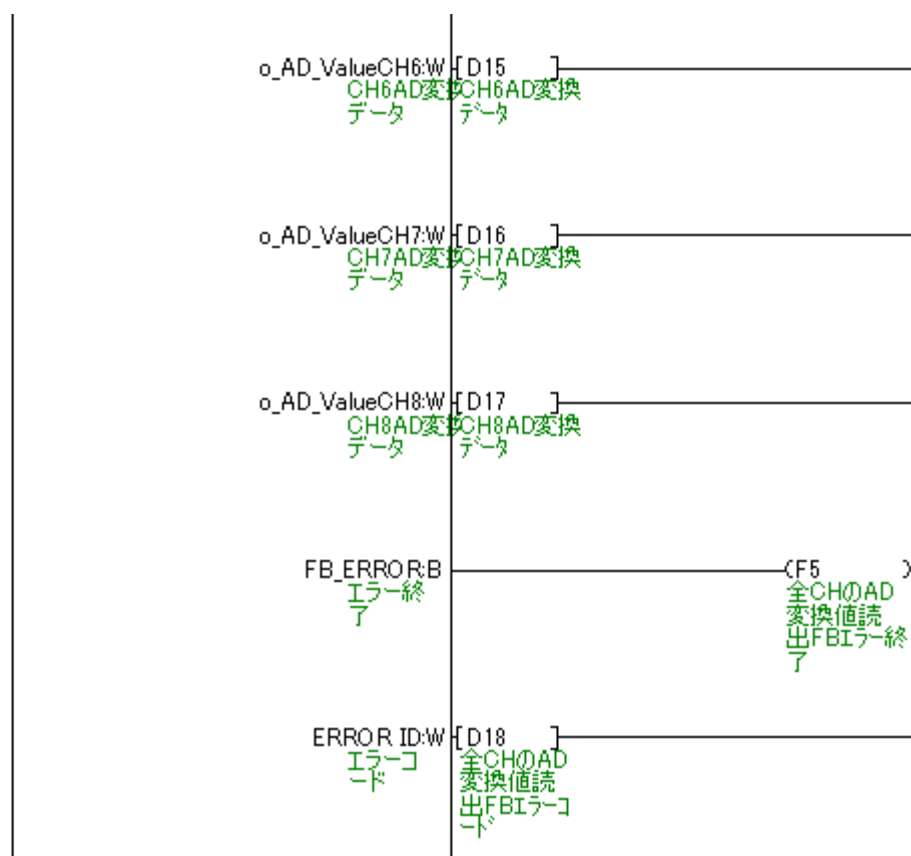 o_AD_ValueCH6:W [D15 ]
CH6AD変換 CH6AD変換
データ データ
o_AD_ValueCH7:W [D16 ]
CH7AD変換 CH7AD変換
データ データ
o_AD_ValueCH8:W [D17 ]
CH8AD変換 CH8AD変換
データ データ
FB_ERROR:B (F5 )
エラー終 全CHのAD
了 変換値読
出FBエラー終
了
ERROR ID:W [D18 ]
エラーコ 全CHのAD
ード 変換値読
出FBエラーコ
ード